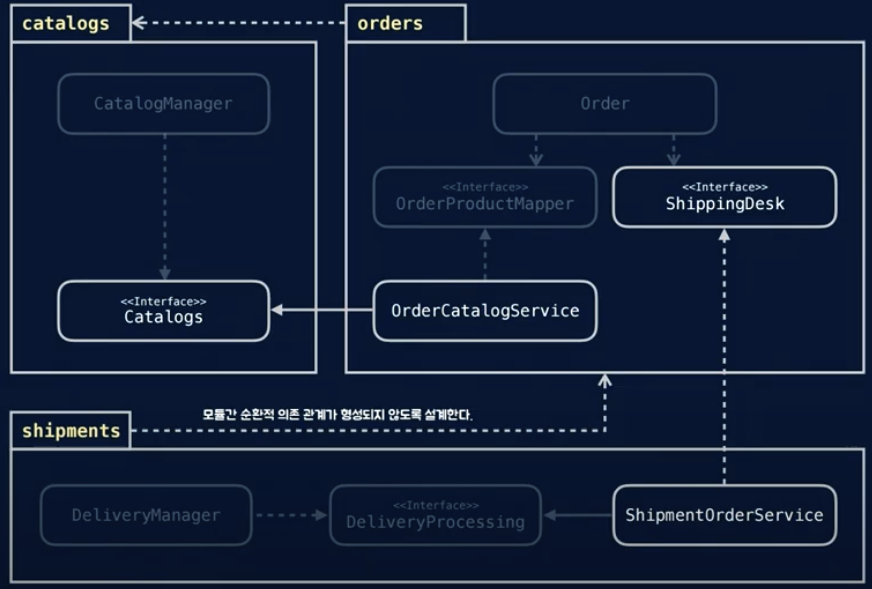 catalogs
orders
CatalogManager
Order
<<Interface>>
OrderProductMapper
<<Interface>>
ShippingDesk
<<Interface>>
Catalogs
OrderCatalogService
모듈간 순환적 의존 관계가 형성되지 않도록 설계한다.
shipments
DeliveryManager
<<Interface>>
DeliveryProcessing
ShipmentOrderService